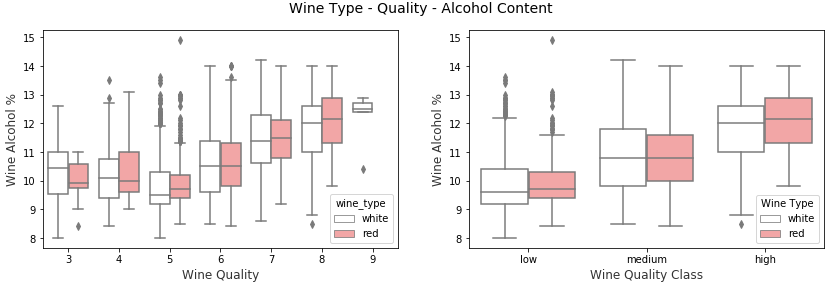 Wine Type - Quality - Alcohol Content
Wine Alcohol %
15
14
13
12
11
10
9
8
3 4 5 6 7 8 9
Wine Quality
wine_type
white
red
Wine Alcohol %
15
14
13
12
11
10
9
8
low medium high
Wine Quality Class
Wine Type
white
red